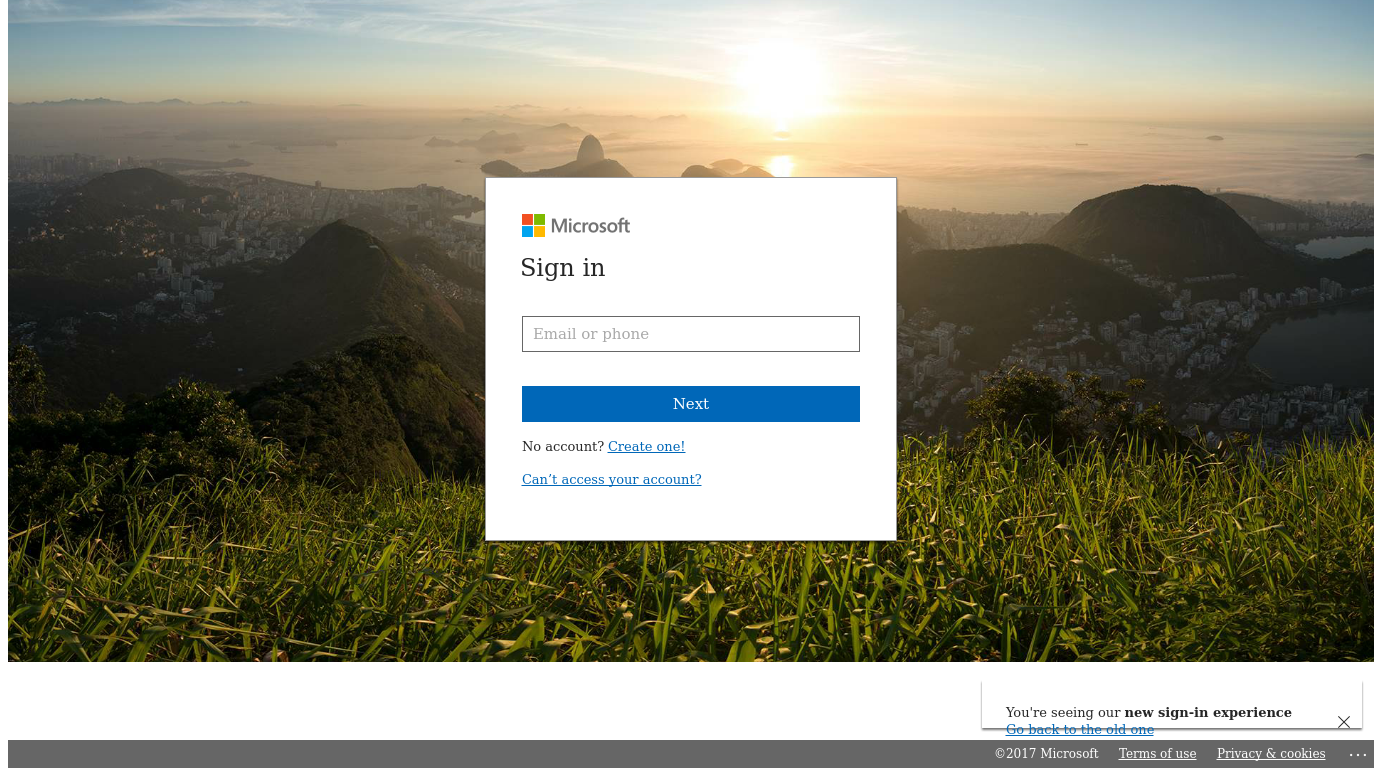 Microsoft
Sign in
Email or phone
Next
No account? Create one!
Can’t access your account?
You're seeing our new sign-in experience
Go back to the old one
©2017 Microsoft Terms of use Privacy & cookies ...